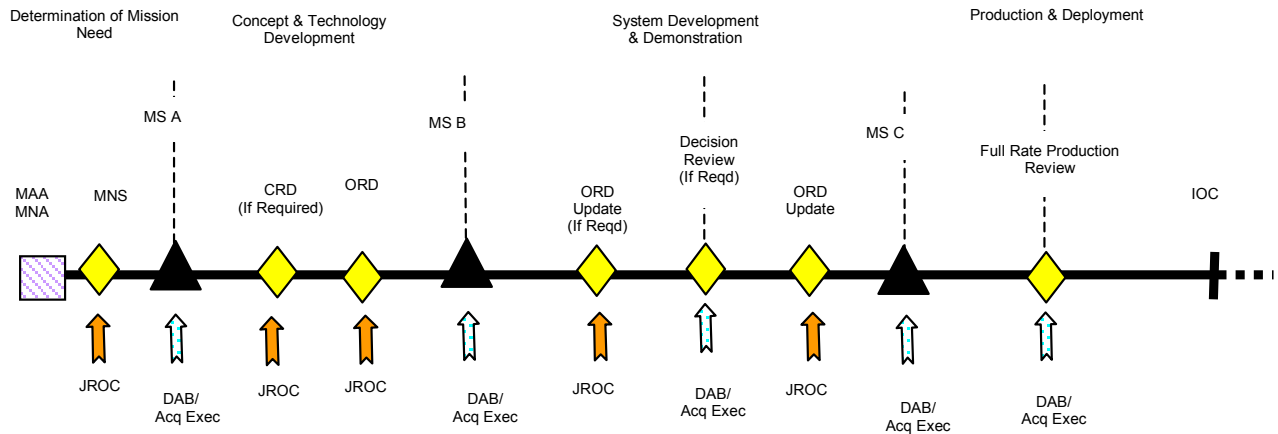 Determination of Mission
Need
Concept & Technology
Development
System Development
& Demonstration
Production & Deployment
MS A
MS B
MS C
Decision
Review
(If Reqd)
Full Rate Production
Review
MAA
MNA
MNS
CRD
(If Required)
ORD
ORD
Update
(If Reqd)
ORD
Update
IOC
JROC
DAB/
Acq Exec
JROC
JROC
DAB/
Acq Exec
JROC
DAB/
Acq Exec
JROC
DAB/
Acq Exec
DAB/
Acq Exec